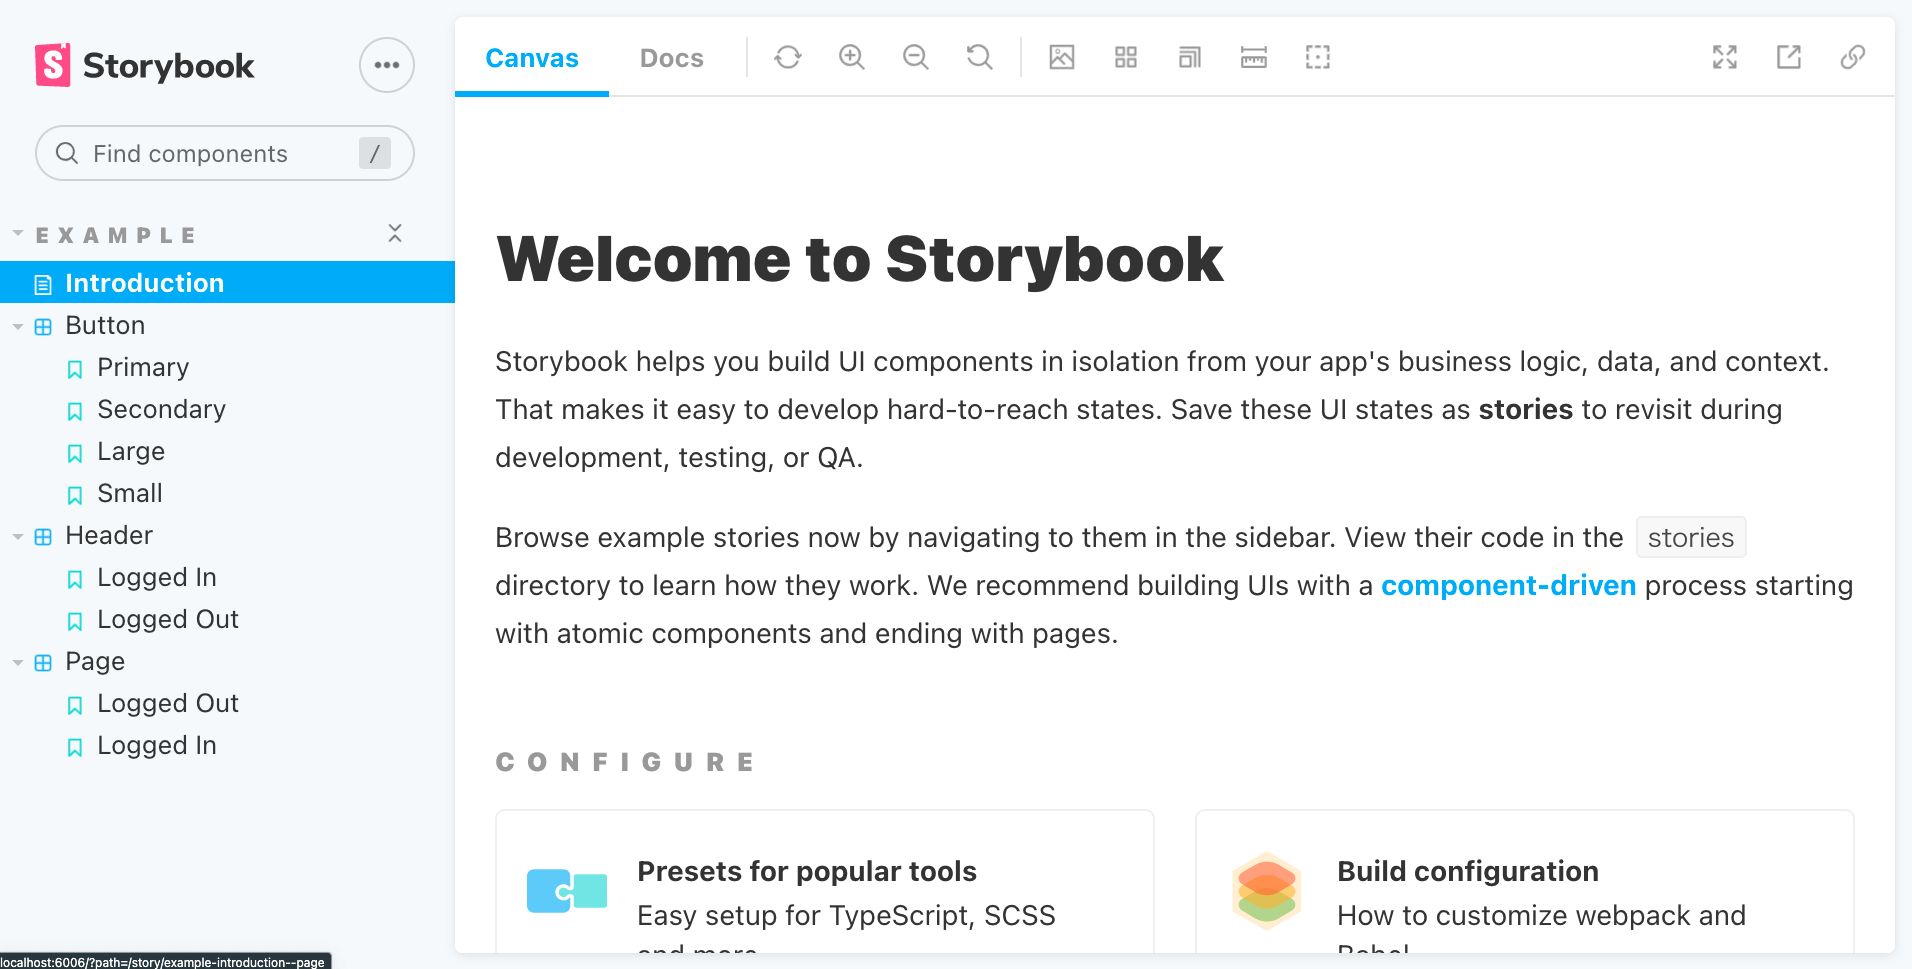 Storybook
Find components
/
EXAMPLE
Introduction
Button
Primary
Secondary
Large
Small
Header
Logged In
Logged Out
Page
Logged Out
Logged In
localhost:6006/?path=/story/example-introduction--page
Canvas
Docs
Welcome to Storybook
Storybook helps you build UI components in isolation from your app's business logic, data, and context.
That makes it easy to develop hard-to-reach states. Save these UI states as stories to revisit during
development, testing, or QA.
Browse example stories now by navigating to them in the sidebar. View their code in the stories
directory to learn how they work. We recommend building UIs with a component-driven process starting
with atomic components and ending with pages.
CONFIGURE
Presets for popular tools
Easy setup for TypeScript, SCSS
and more
Build configuration
How to customize webpack and
Babel